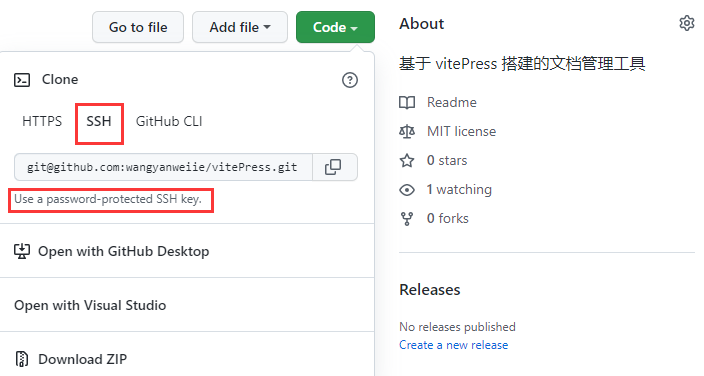 Go to file
Add file
Code
Clone
HTTPS
SSH
GitHub CLI
git@github.com:wangyanweiie/vitePress.git
Use a password-protected SSH key.
Open with GitHub Desktop
Open with Visual Studio
Download ZIP
About
基于 vitePress 搭建的文档管理工具
Readme
MIT license
0 stars
1 watching
0 forks
Releases
No releases published
Create a new release